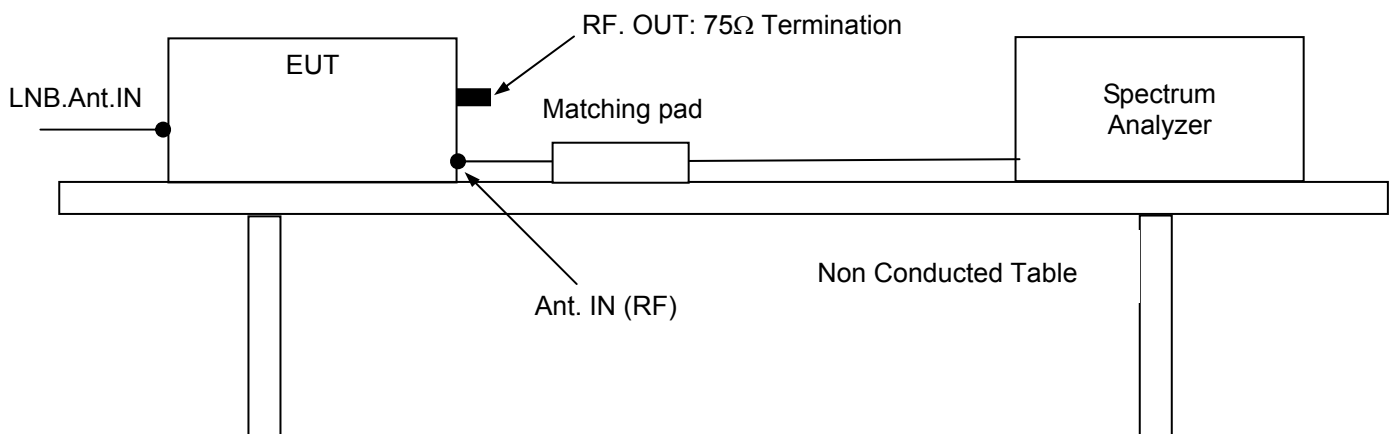 RF. OUT: 75Ω Termination
EUT
LNB.Ant.IN
Matching pad
Spectrum
Analyzer
Non Conducted Table
Ant. IN (RF)